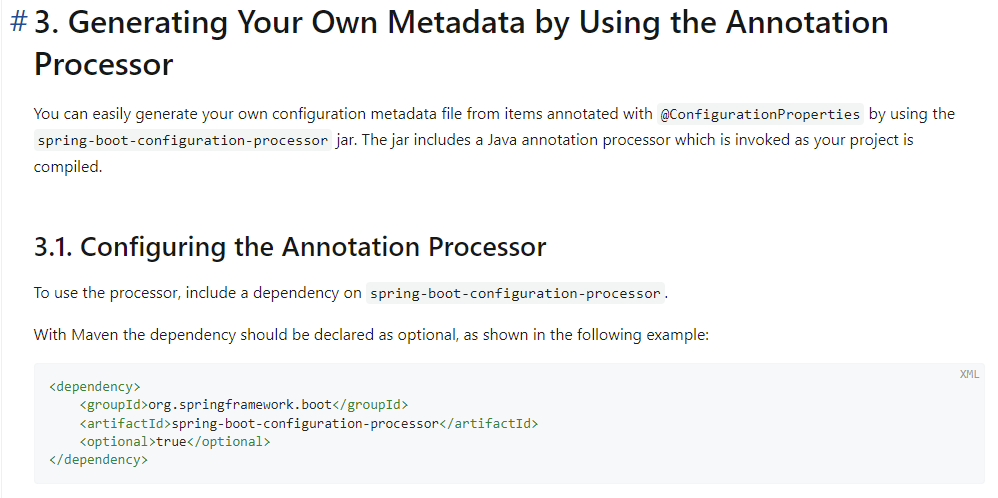 # 3. Generating Your Own Metadata by Using the Annotation
Processor
You can easily generate your own configuration metadata file from items annotated with @ConfigurationProperties by using the
spring-boot-configuration-processor jar. The jar includes a Java annotation processor which is invoked as your project is
compiled.
3.1. Configuring the Annotation Processor
To use the processor, include a dependency on spring-boot-configuration-processor.
With Maven the dependency should be declared as optional, as shown in the following example:
XML
<dependency>
    <groupId>org.springframework.boot</groupId>
    <artifactId>spring-boot-configuration-processor</artifactId>
    <optional>true</optional>
</dependency>